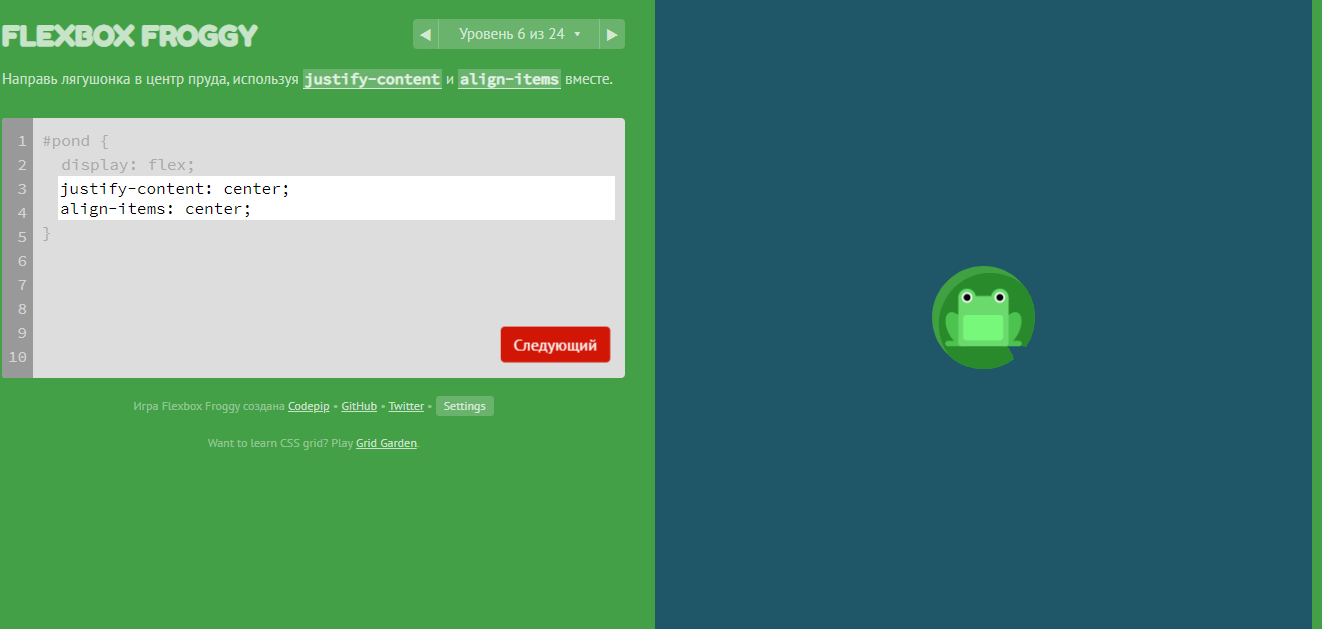 FLEXBOX FROGGY
◀ Уровень 6 из 24 ▾ ▶
Направь лягушонка в центр пруда, используя justify-content и align-items вместе.
1 #pond {
2 display: flex;
3 justify-content: center;
4 align-items: center;
5 }
6
7
8
9
10
Следующий
Игра Flexbox Froggy создана Codepip • GitHub • Twitter • Settings
Want to learn CSS grid? Play Grid Garden.